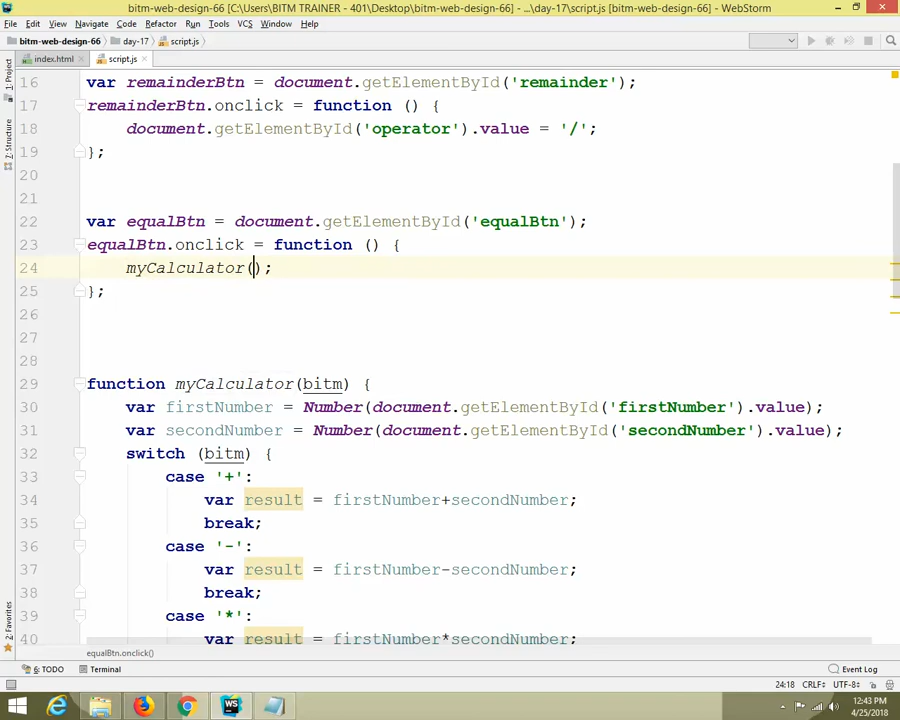 bitm-web-design-66 [C:\Users\BITM TRAINER - 401\Desktop\bitm-web-design-66] - ...\day-17\script.js [bitm-web-design-66] - WebStorm
File Edit View Navigate Code Refactor Run Tools VCS Window Help
bitm-web-design-66 day-17 script.js
index.html script.js
1: Project
7: Structure
2: Favorites
16 var remainderBtn = document.getElementById('remainder');
17 remainderBtn.onclick = function () {
18 document.getElementById('operator').value = '/';
19 };
20
21
22 var equalBtn = document.getElementById('equalBtn');
23 equalBtn.onclick = function () {
24 myCalculator();
25 };
26
27
28
29 function myCalculator(bitm) {
30 var firstNumber = Number(document.getElementById('firstNumber').value);
31 var secondNumber = Number(document.getElementById('secondNumber').value);
32 switch (bitm) {
33 case '+':
34 var result = firstNumber+secondNumber;
35 break;
36 case '-':
37 var result = firstNumber-secondNumber;
38 break;
39 case '*':
40 var result = firstNumber*secondNumber;
equalBtn.onclick()
6: TODO Terminal Event Log
24:18 CRLF÷ UTF-8÷
WS
12:43 PM
4/25/2018